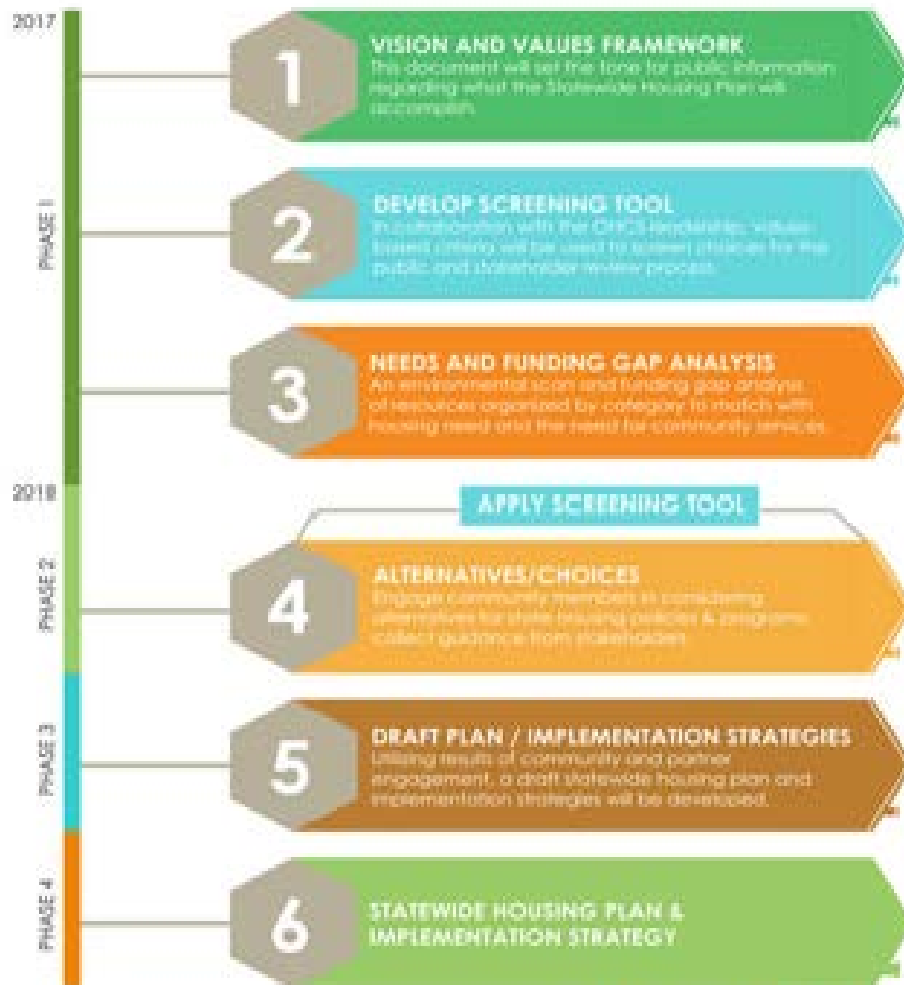 2017
PHASE 1
1
VISION AND VALUES FRAMEWORK
This document will set the tone for public information
regarding what the Statewide Housing Plan will
accomplish.
2
DEVELOP SCREENING TOOL
In collaboration with the OHCS leadership, values-
based criteria will be used to screen choices for the
public and stakeholder review process.
3
NEEDS AND FUNDING GAP ANALYSIS
An environmental scan and funding gap analysis
of resources organized by category to match with
housing need and the need for community services.
2018
APPLY SCREENING TOOL
PHASE 2
4
ALTERNATIVES/CHOICES
Engage community members in considering
alternatives for state housing policies & programs
collect guidance from stakeholders.
PHASE 3
5
DRAFT PLAN / IMPLEMENTATION STRATEGIES
Utilizing results of community and partner
engagement, a draft statewide housing plan and
implementation strategies will be developed.
PHASE 4
6
STATEWIDE HOUSING PLAN &
IMPLEMENTATION STRATEGY